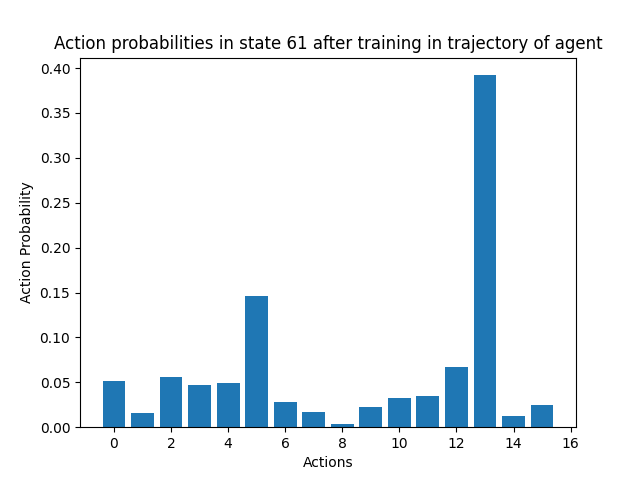 Action probabilities in state 61 after training in trajectory of agent
0.40
0.35
0.30
0.25
0.20
0.15
0.10
0.05
0.00
Action Probability
0 2 4 6 8 10 12 14 16
Actions